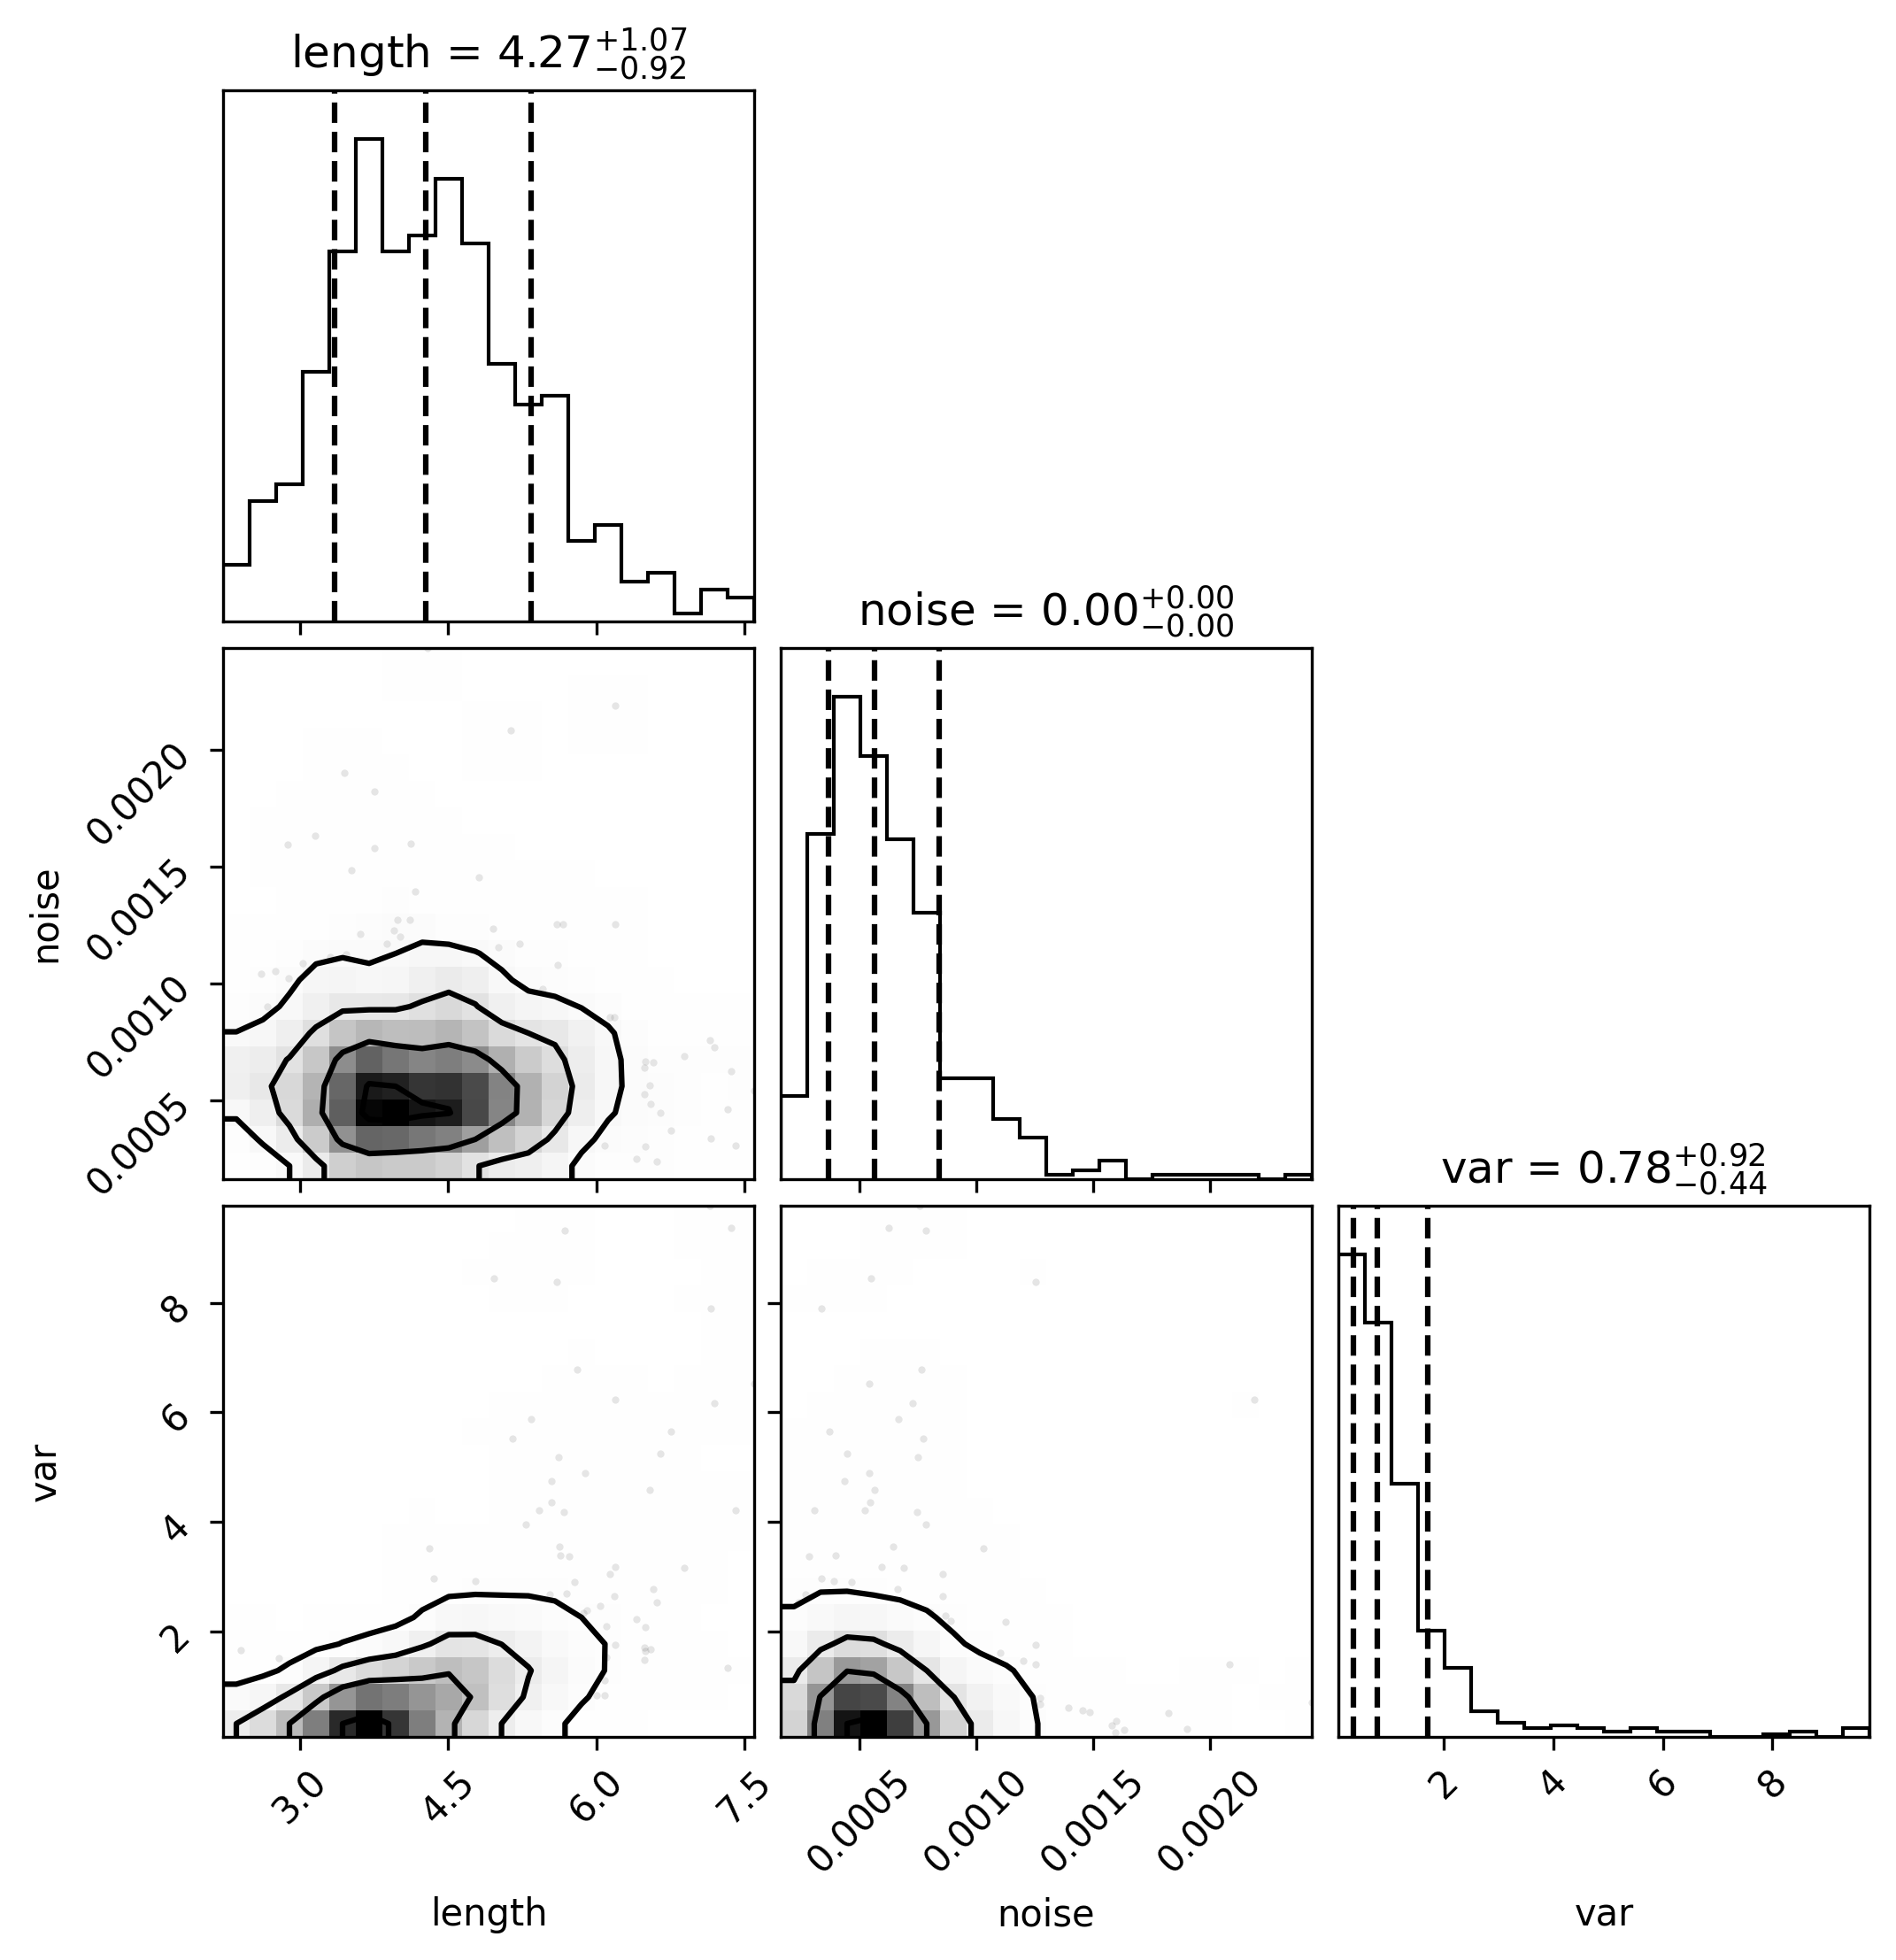 length = 4.27 +1.07 −0.92
noise = 0.00 +0.00 −0.00
0.0020
0.0015
0.0010
0.0005
noise
var = 0.78 +0.92 −0.44
8
6
4
2
var
3.0 4.5 6.0 7.5 0.0005 0.0010 0.0015 0.0020 2 4 6 8
length noise var